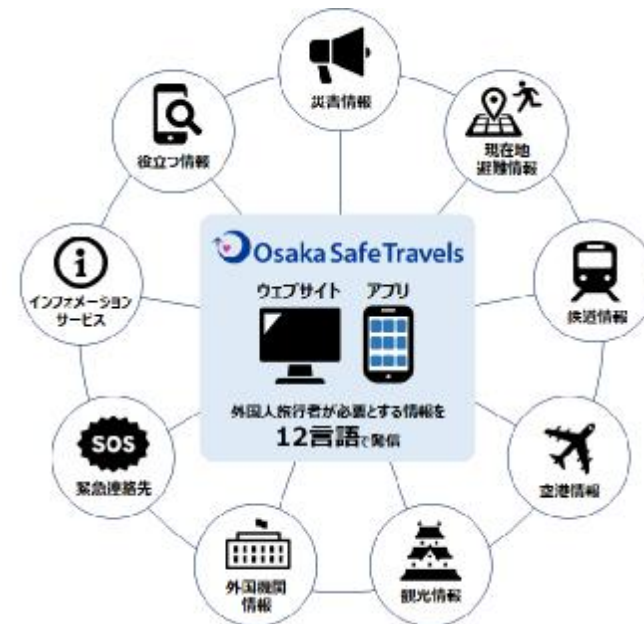 災害情報
現在地
避難情報
鉄道情報
空港情報
観光情報
外国機関
情報
SOS
緊急連絡先
インフォメーション
サービス
役立つ情報
Osaka Safe Travels
ウェブサイト アプリ
外国人旅行者が必要とする情報を
12言語で発信